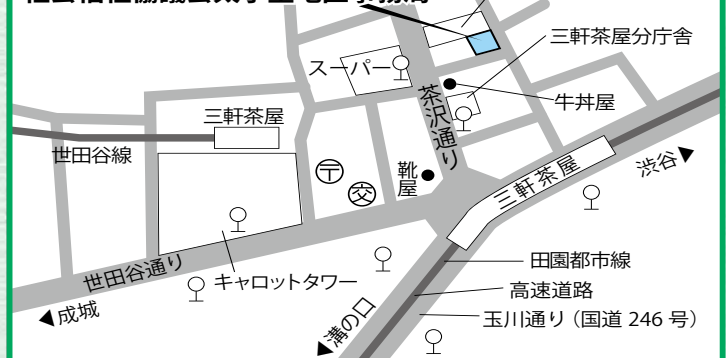 三軒茶屋分庁舎
スーパー
牛丼屋
茶沢通り
三軒茶屋
世田谷線
〒
交
靴屋
三軒茶屋
渋谷▶
世田谷通り
キャロットタワー
田園都市線
高速道路
玉川通り（国道 246 号）
◀成城
◀溝の口